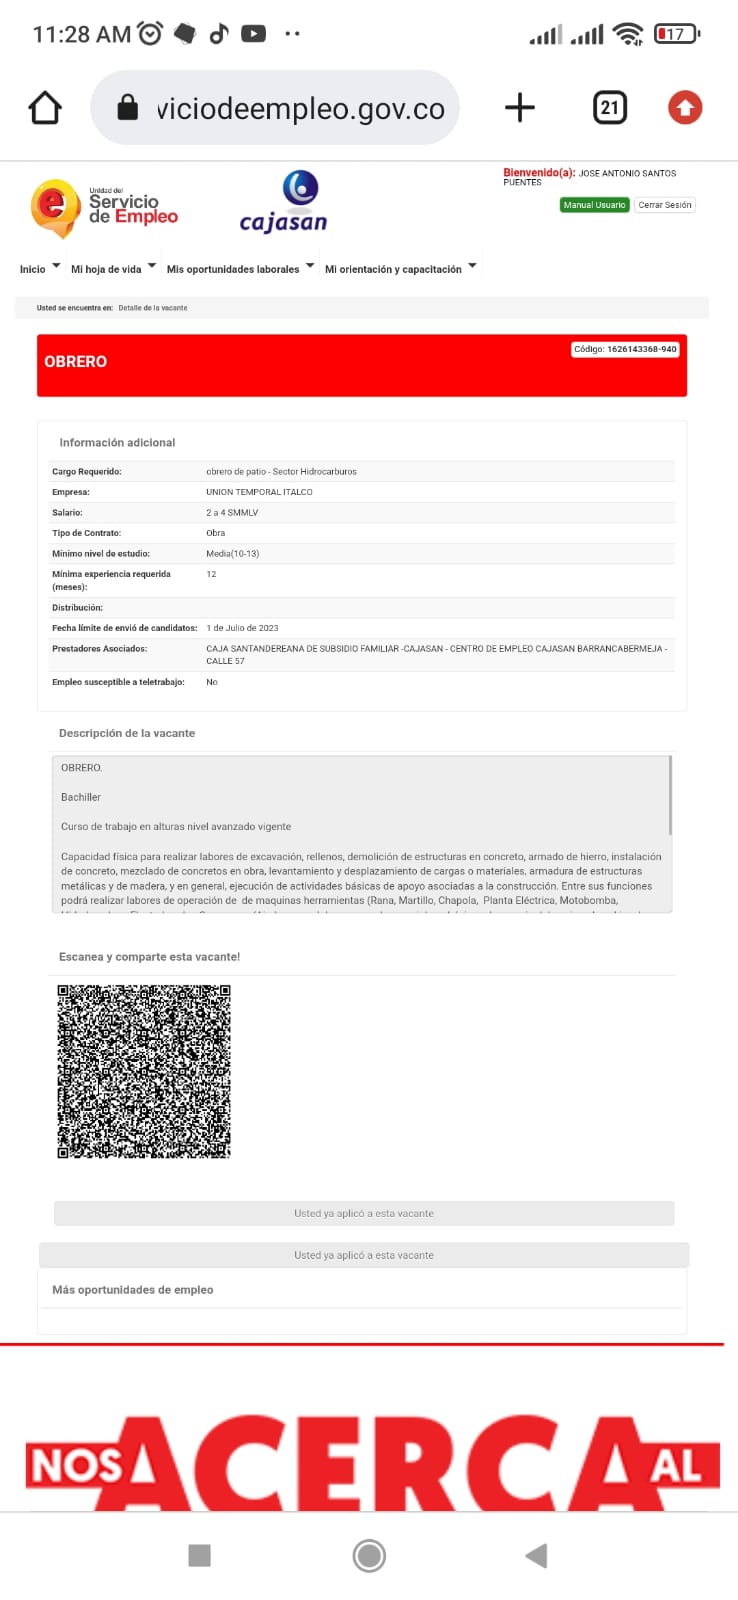 11:28 AM
17
viciodeempleo.gov.co
21
Unidad del
Servicio
de Empleo
cajasan
Bienvenido(a): JOSE ANTONIO SANTOS
PUENTES
Manual Usuario
Cerrar Sesión
Inicio
Mi hoja de vida
Mis oportunidades laborales
Mi orientación y capacitación
Usted se encuentra en: Detalle de la vacante
OBRERO
Código: 1626143368-940
Información adicional
Cargo Requerido: obrero de patio - Sector Hidrocarburos
Empresa: UNION TEMPORAL ITALCO
Salario: 2 a 4 SMMLV
Tipo de Contrato: Obra
Mínimo nivel de estudio: Media(10-13)
Mínima experiencia requerida 12
(meses):
Distribución:
Fecha límite de envió de candidatos: 1 de Julio de 2023
Prestadores Asociados: CAJA SANTANDEREANA DE SUBSIDIO FAMILIAR -CAJASAN - CENTRO DE EMPLEO CAJASAN BARRANCABERMEJA -
CALLE 57
Empleo susceptible a teletrabajo: No
Descripción de la vacante
OBRERO.
Bachiller
Curso de trabajo en alturas nivel avanzado vigente
Capacidad física para realizar labores de excavación, rellenos, demolición de estructuras en concreto, armado de hierro, instalación
de concreto, mezclado de concretos en obra, levantamiento y desplazamiento de cargas o materiales, armadura de estructuras
metálicas y de madera, y en general, ejecución de actividades básicas de apoyo asociadas a la construcción. Entre sus funciones
podrá realizar labores de operación de de maquinas herramientas (Rana, Martillo, Chapola, Planta Eléctrica, Motobomba,
Escanea y comparte esta vacante!
Usted ya aplicó a esta vacante
Usted ya aplicó a esta vacante
Más oportunidades de empleo
NOS ACERCA AL